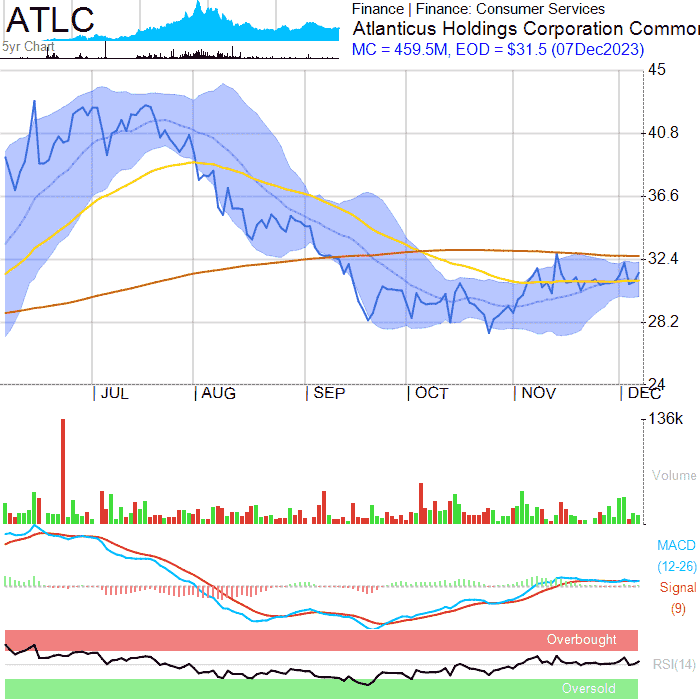 ATLC
5yr Chart
Finance | Finance: Consumer Services
Atlanticus Holdings Corporation Common
MC = 459.5M, EOD = $31.5 (07Dec2023)
45
40.8
36.6
32.4
28.2
24
JUL AUG SEP OCT NOV DEC
136k
Volume
MACD
(12-26)
Signal
(9)
Overbought
RSI(14)
Oversold